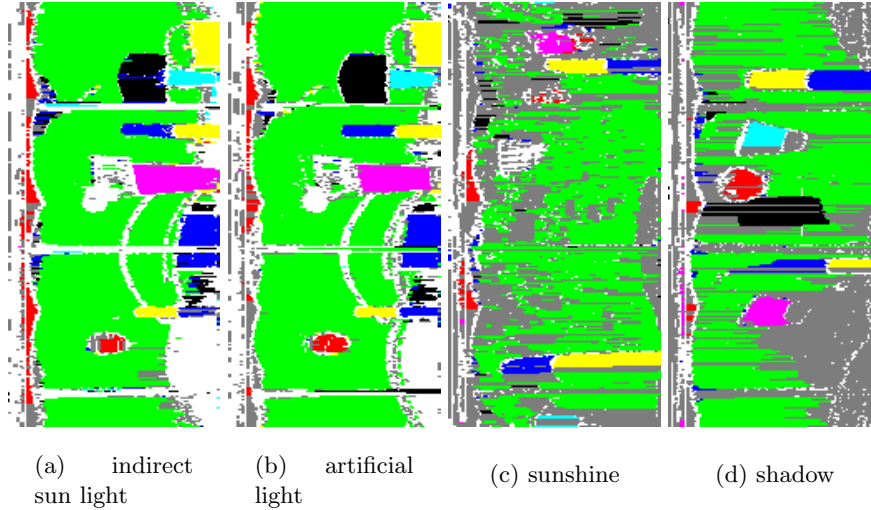 (a) indirect
sun light
(b) artificial
light
(c) sunshine
(d) shadow